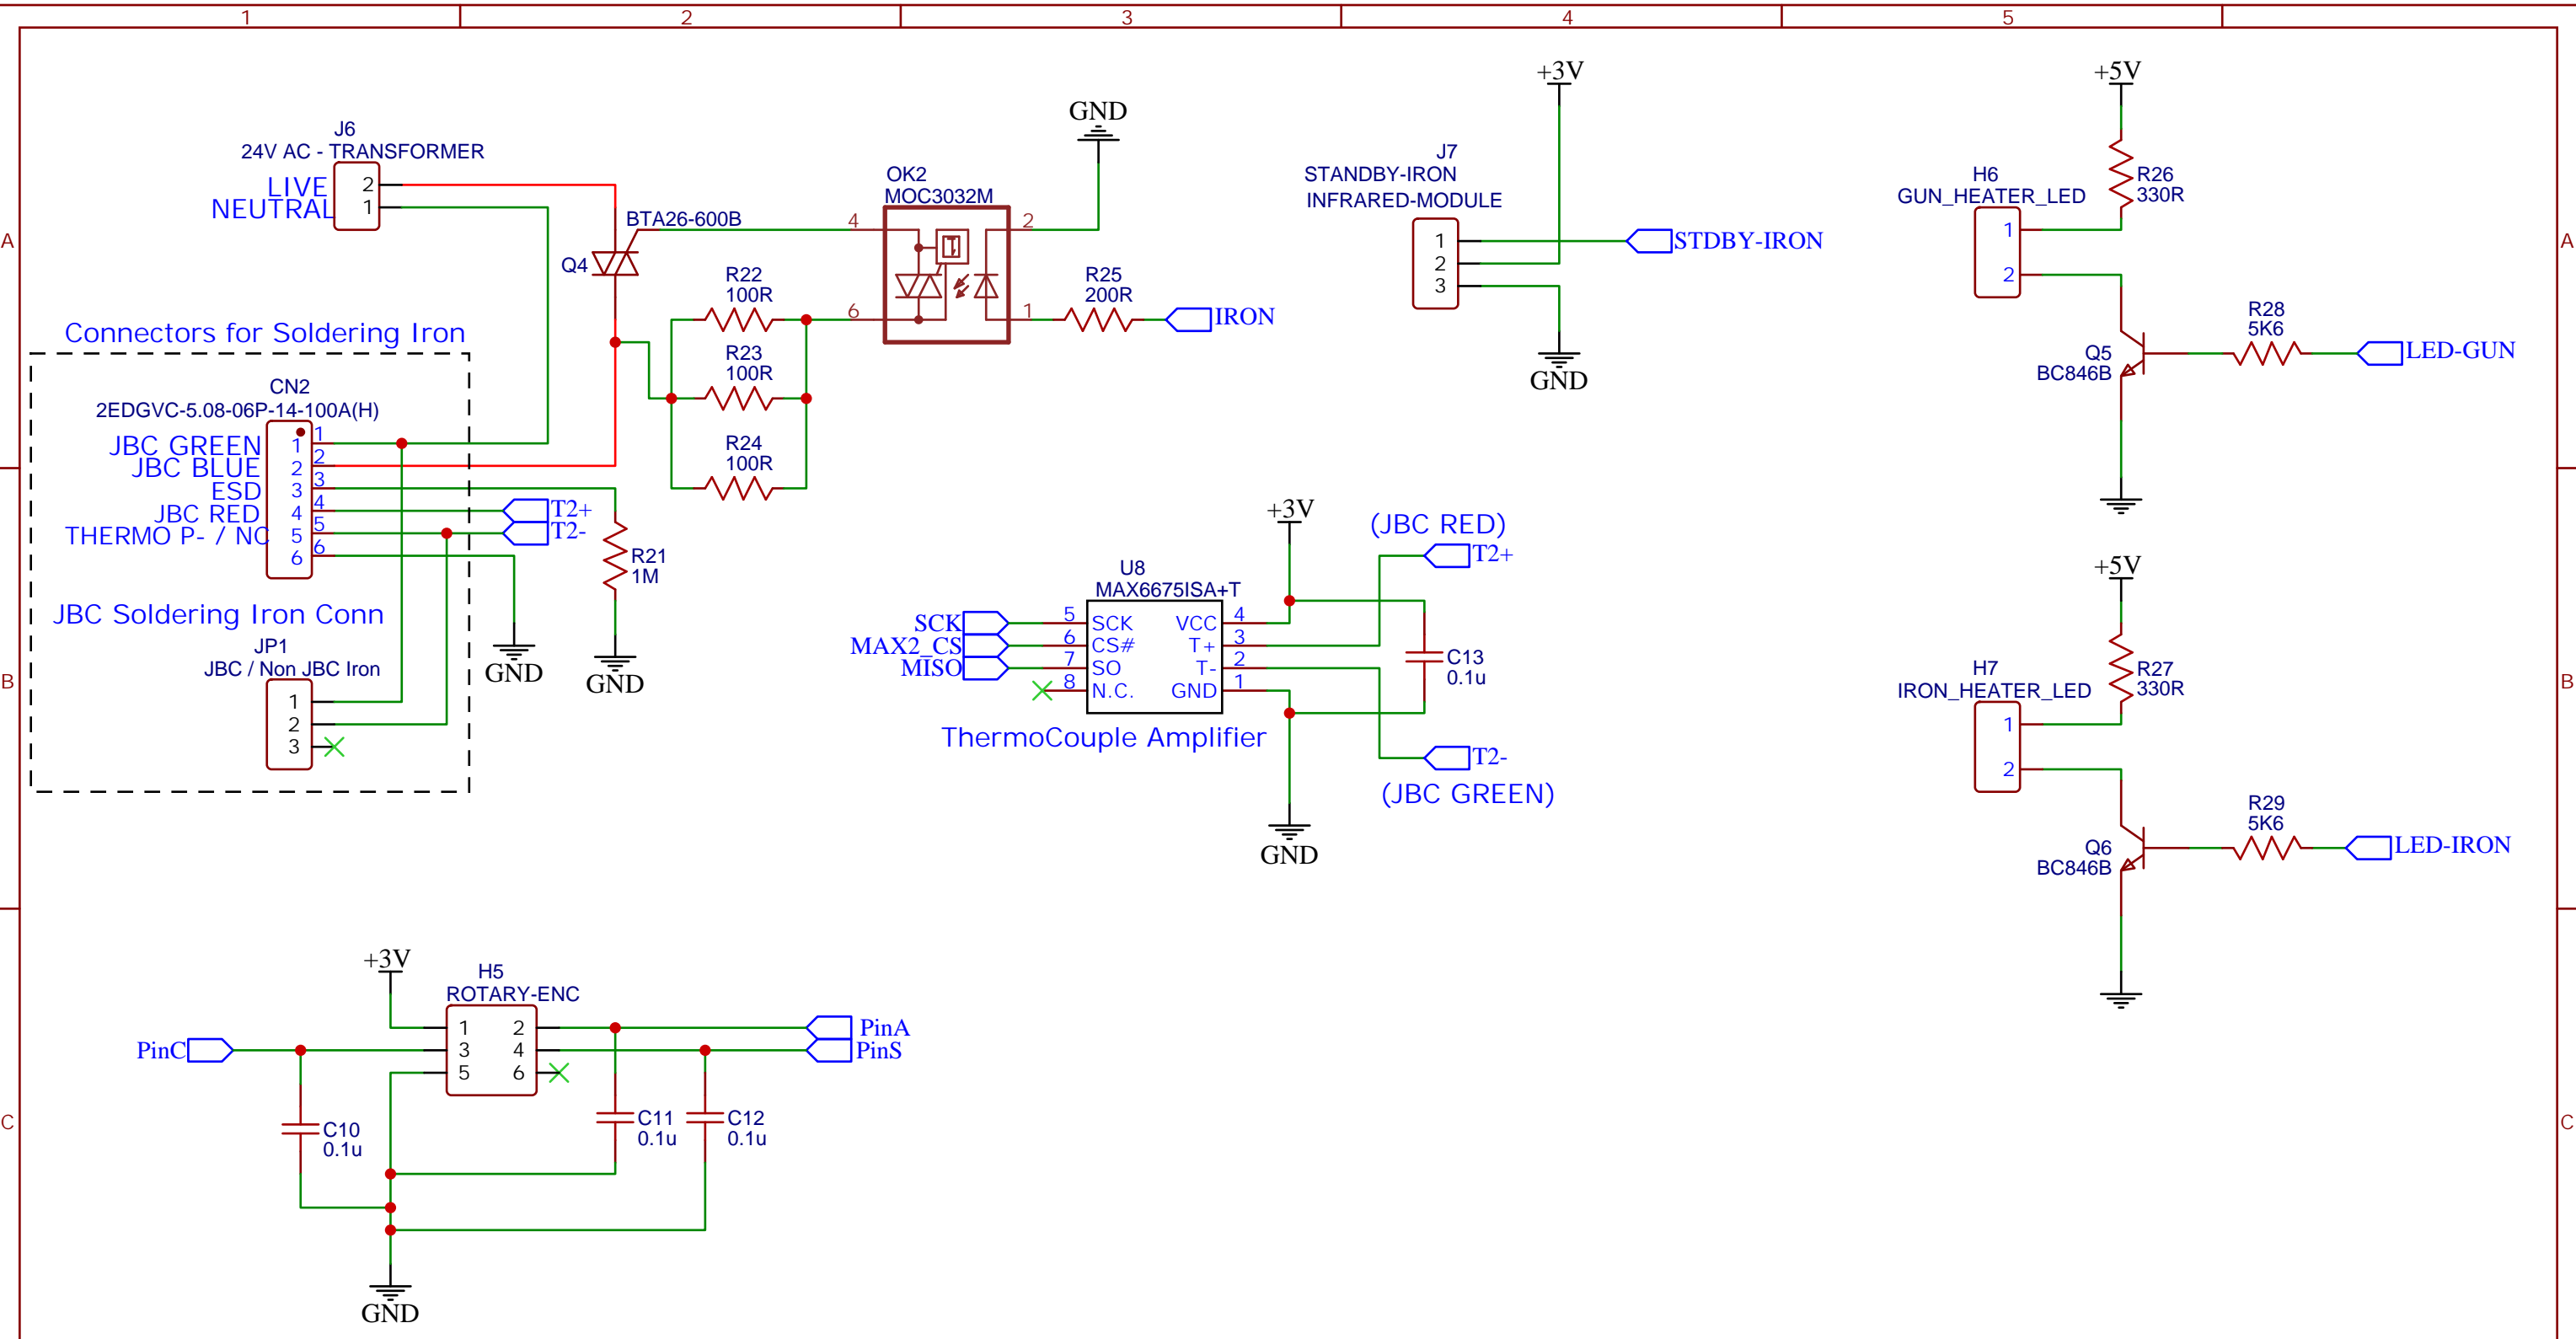 1 2 3 4 5
A A
B B
C C
J6
24V AC - TRANSFORMER
LIVE 2
NEUTRAL 1
BTA26-600B
Q4
OK2
MOC3032M
4 2
6 1
GND
R22
100R
R23
100R
R24
100R
R25
200R
IRON
Connectors for Soldering Iron
CN2
2EDGVC-5.08-06P-14-100A(H)
JBC GREEN 1 1
JBC BLUE 2 2
ESD 3 3
JBC RED 4 4 T2+
THERMO P- / NC 5 5 T2-
6 6
R21
1M
GND
GND
JBC Soldering Iron Conn
JP1
JBC / Non JBC Iron
1
2
3
+3V
J7
STANDBY-IRON
INFRARED-MODULE
1 STDBY-IRON
2
3
GND
+3V
(JBC RED)
T2+
U8
MAX6675ISA+T
SCK 5 SCK VCC 4
MAX2_CS 6 CS# T+ 3
MISO 7 SO T- 2
8 N.C. GND 1
C13
0.1u
ThermoCouple Amplifier
T2-
(JBC GREEN)
GND
+5V
R26
330R
H6
GUN_HEATER_LED
1
2
R28
5K6
Q5
BC846B
LED-GUN
+5V
R27
330R
H7
IRON_HEATER_LED
1
2
R29
5K6
Q6
BC846B
LED-IRON
+3V
H5
ROTARY-ENC
1 2 PinA
PinC 3 4 PinS
5 6
C10
0.1u
C11
0.1u
C12
0.1u
GND